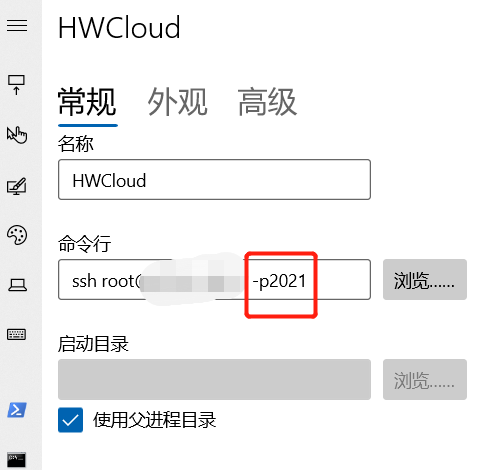 HWCloud
常规 外观 高级
名称
HWCloud
命令行
ssh root@ -p2021 浏览......
启动目录
浏览......
使用父进程目录